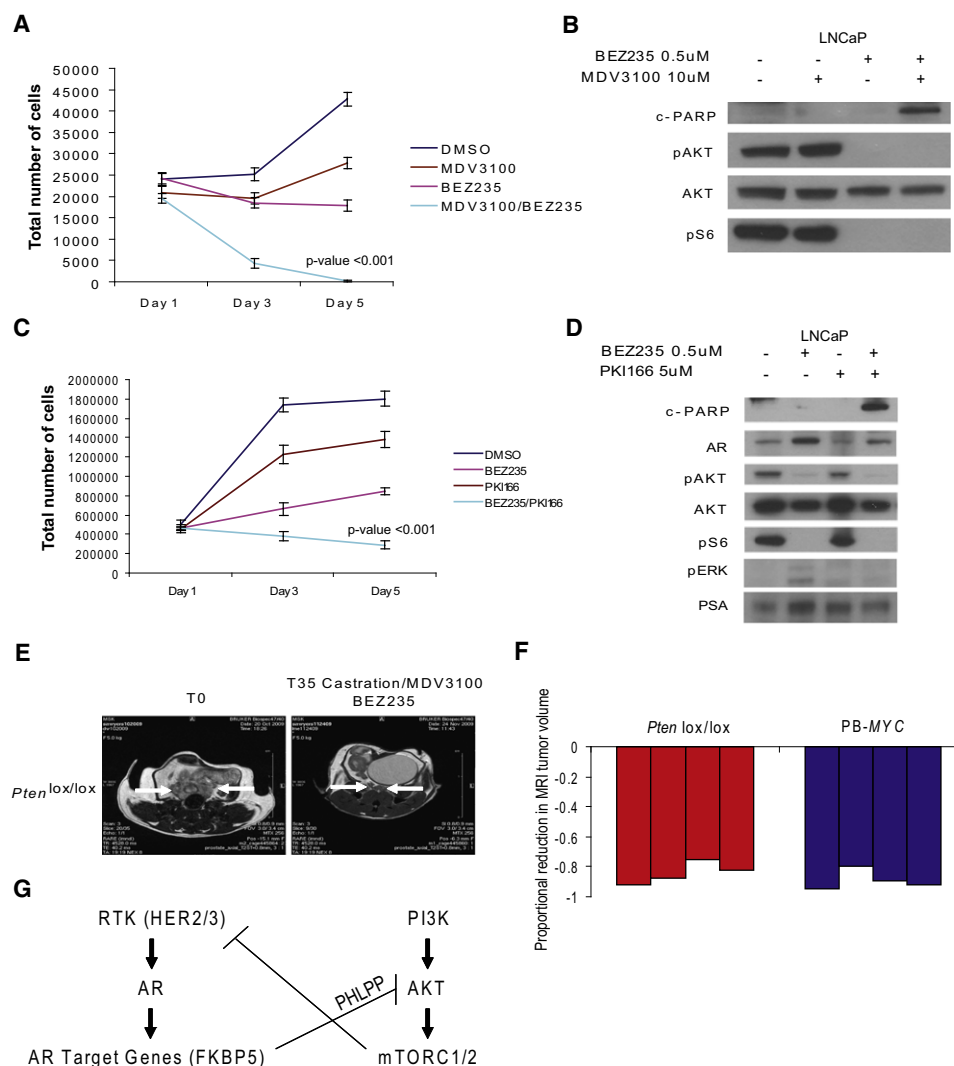 A
50000
45000
40000
35000
30000
25000
20000
15000
10000
5000
0
Total number of cells
Day 1 Day 3 Day 5
DMSO
MDV3100
BEZ235
MDV3100/BEZ235
p-value <0.001
B
LNCaP
BEZ235 0.5uM - - + +
MDV3100 10uM - + - +
c-PARP
pAKT
AKT
pS6
C
2000000
1800000
1600000
1400000
1200000
1000000
800000
600000
400000
200000
0
Total number of cells
Day1 Day3 Day5
DMSO
BEZ235
PKI166
BEZ235/PKI166
p-value <0.001
D
LNCaP
BEZ235 0.5uM - + - +
PKI166 5uM - - + +
c-PARP
AR
pAKT
AKT
pS6
pERK
PSA
E
T0
T35 Castration/MDV3100
BEZ235
Pten lox/lox
F
Pten lox/lox
PB-MYC
Proportional reduction in MRI tumor volume
0
-0.2
-0.4
-0.6
-0.8
-1
G
RTK (HER2/3)
PI3K
AR
PHLPP
AKT
AR Target Genes (FKBP5)
mTORC1/2